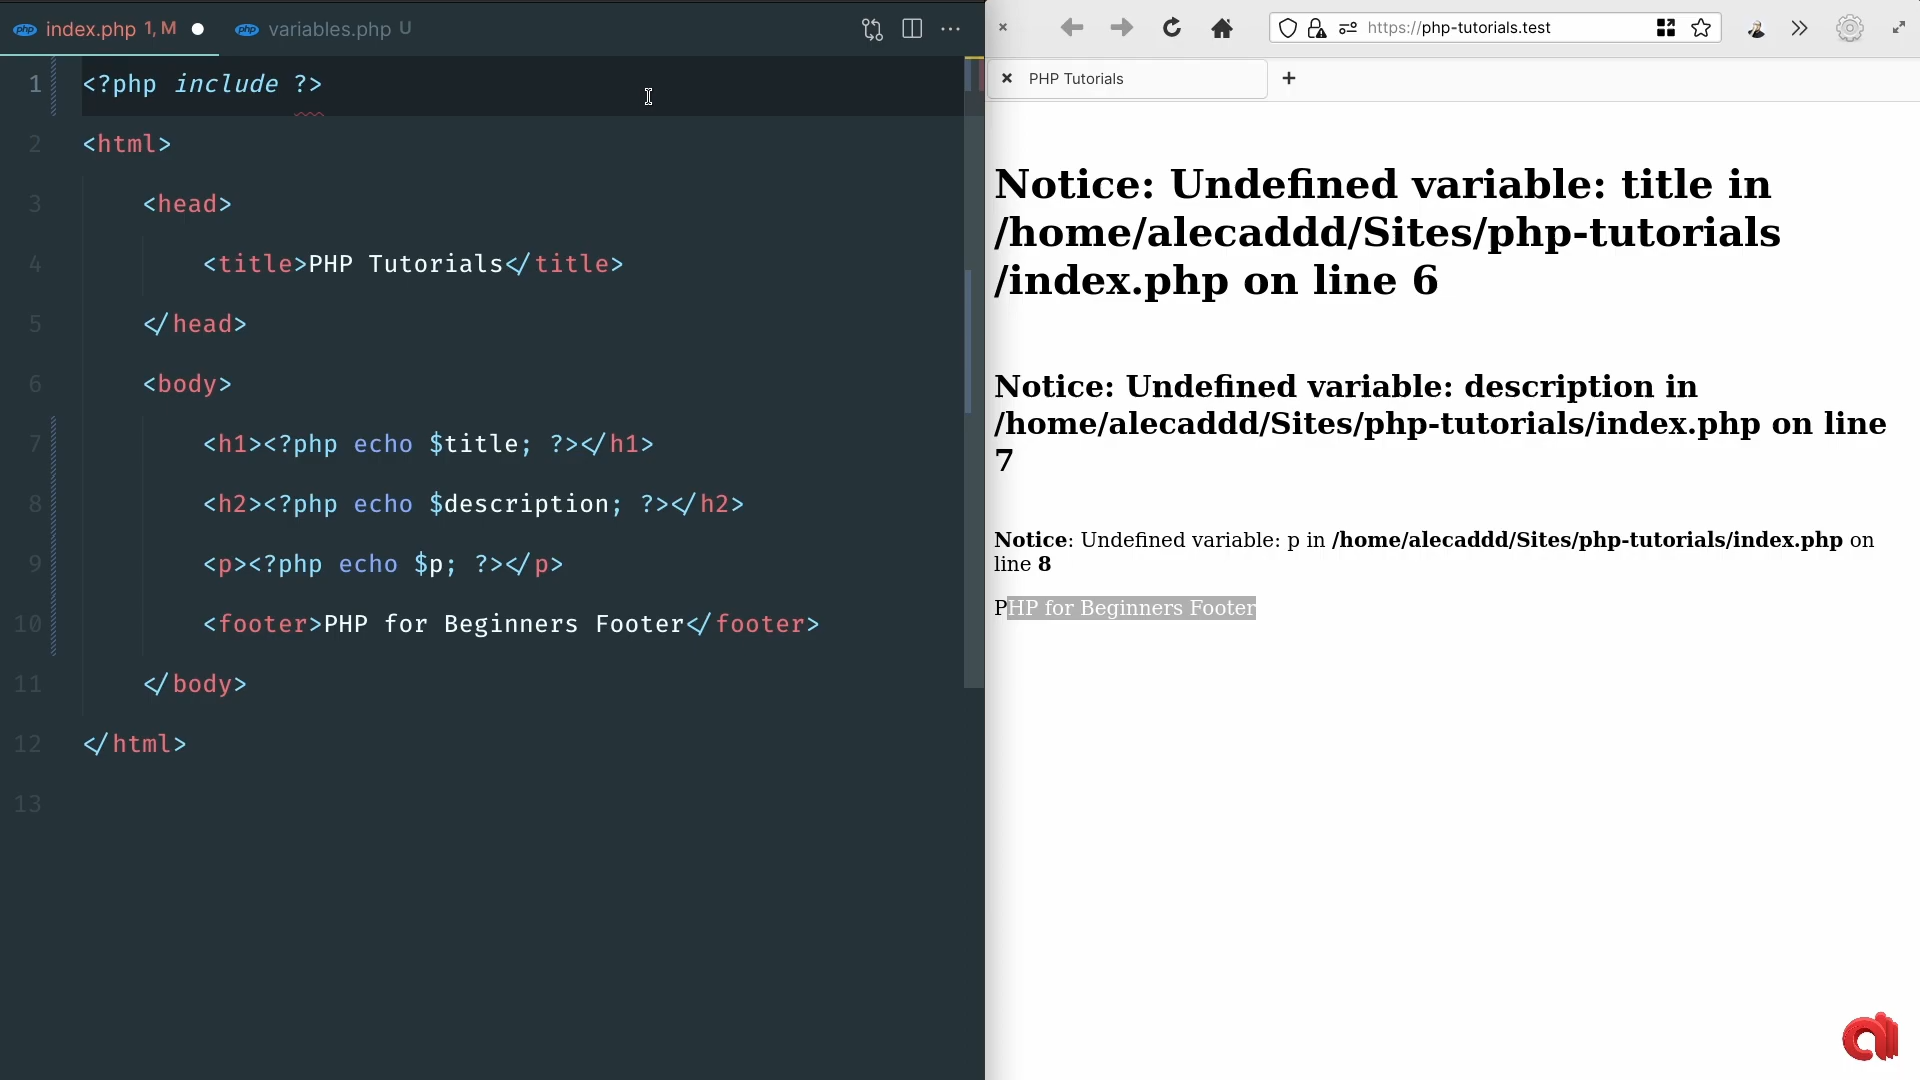 index.php 1, M
variables.php U
1 <?php include ?>
2 <html>
3 <head>
4 <title>PHP Tutorials</title>
5 </head>
6 <body>
7 <h1><?php echo $title; ?></h1>
8 <h2><?php echo $description; ?></h2>
9 <p><?php echo $p; ?></p>
10 <footer>PHP for Beginners Footer</footer>
11 </body>
12 </html>
13
https://php-tutorials.test
PHP Tutorials
Notice: Undefined variable: title in
/home/alecaddd/Sites/php-tutorials
/index.php on line 6
Notice: Undefined variable: description in
/home/alecaddd/Sites/php-tutorials/index.php on line
7
Notice: Undefined variable: p in /home/alecaddd/Sites/php-tutorials/index.php on
line 8
PHP for Beginners Footer